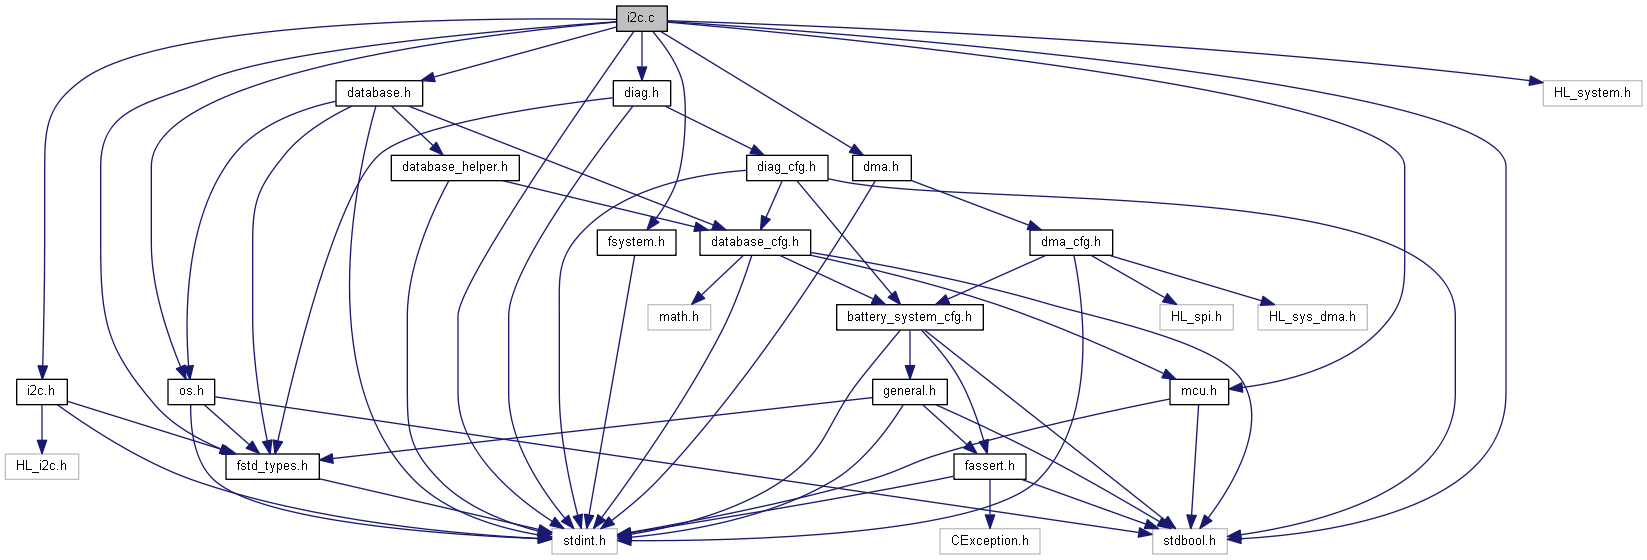 i2c.c
database.h
diag.h
HL_system.h
database_helper.h
diag_cfg.h
dma.h
fsystem.h
database_cfg.h
dma_cfg.h
math.h
battery_system_cfg.h
HL_spi.h
HL_sys_dma.h
i2c.h
os.h
general.h
mcu.h
HL_i2c.h
fstd_types.h
fassert.h
stdint.h
CException.h
stdbool.h